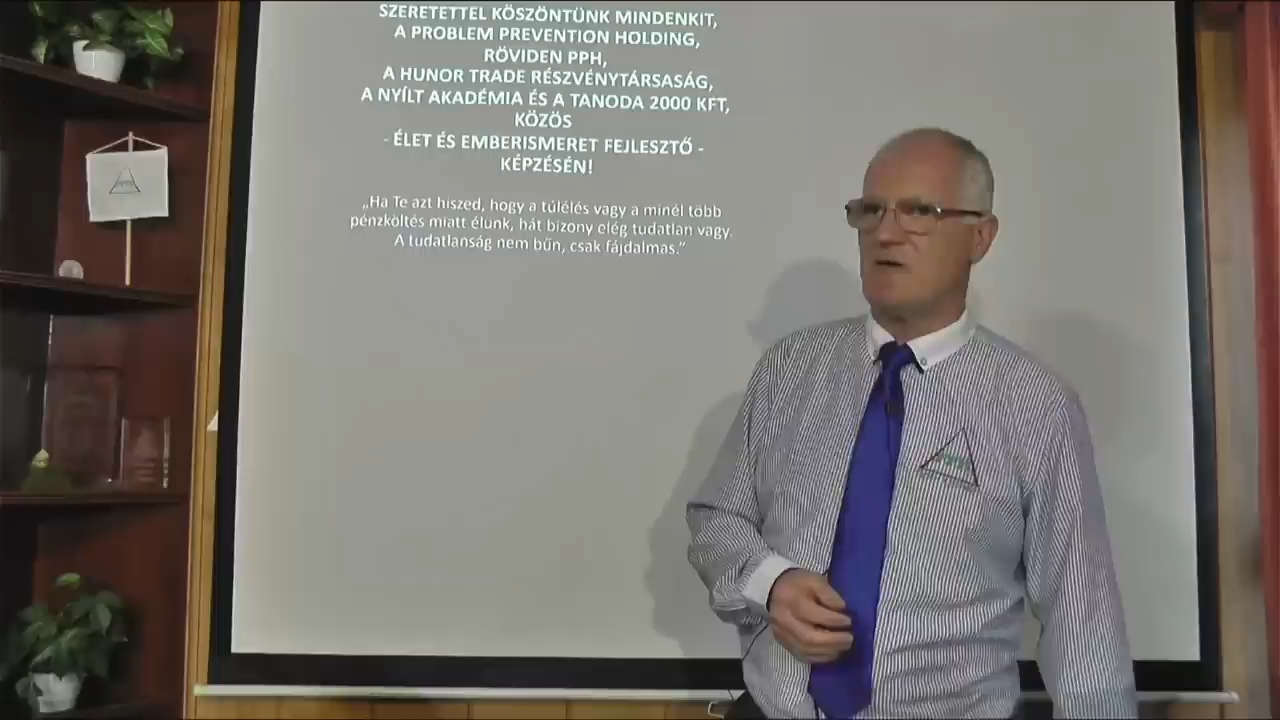 SZERETETTEL KÖSZÖNTÜNK MINDENKIT,
A PROBLEM PREVENTION HOLDING,
RÖVIDEN PPH,
A HUNOR TRADE RÉSZVÉNYTÁRSASÁG,
A NYÍLT AKADÉMIA ÉS A TANODA 2000 KFT,
KÖZÖS
- ÉLET ÉS EMBERISMERET FEJLESZTŐ -
KÉPZÉSÉN!
„Ha Te azt hiszed, hogy a túlélés vagy a minél több
pénzköltés miatt élünk, hát bizony elég tudatlan vagy.
A tudatlanság nem bűn, csak fájdalmas.”